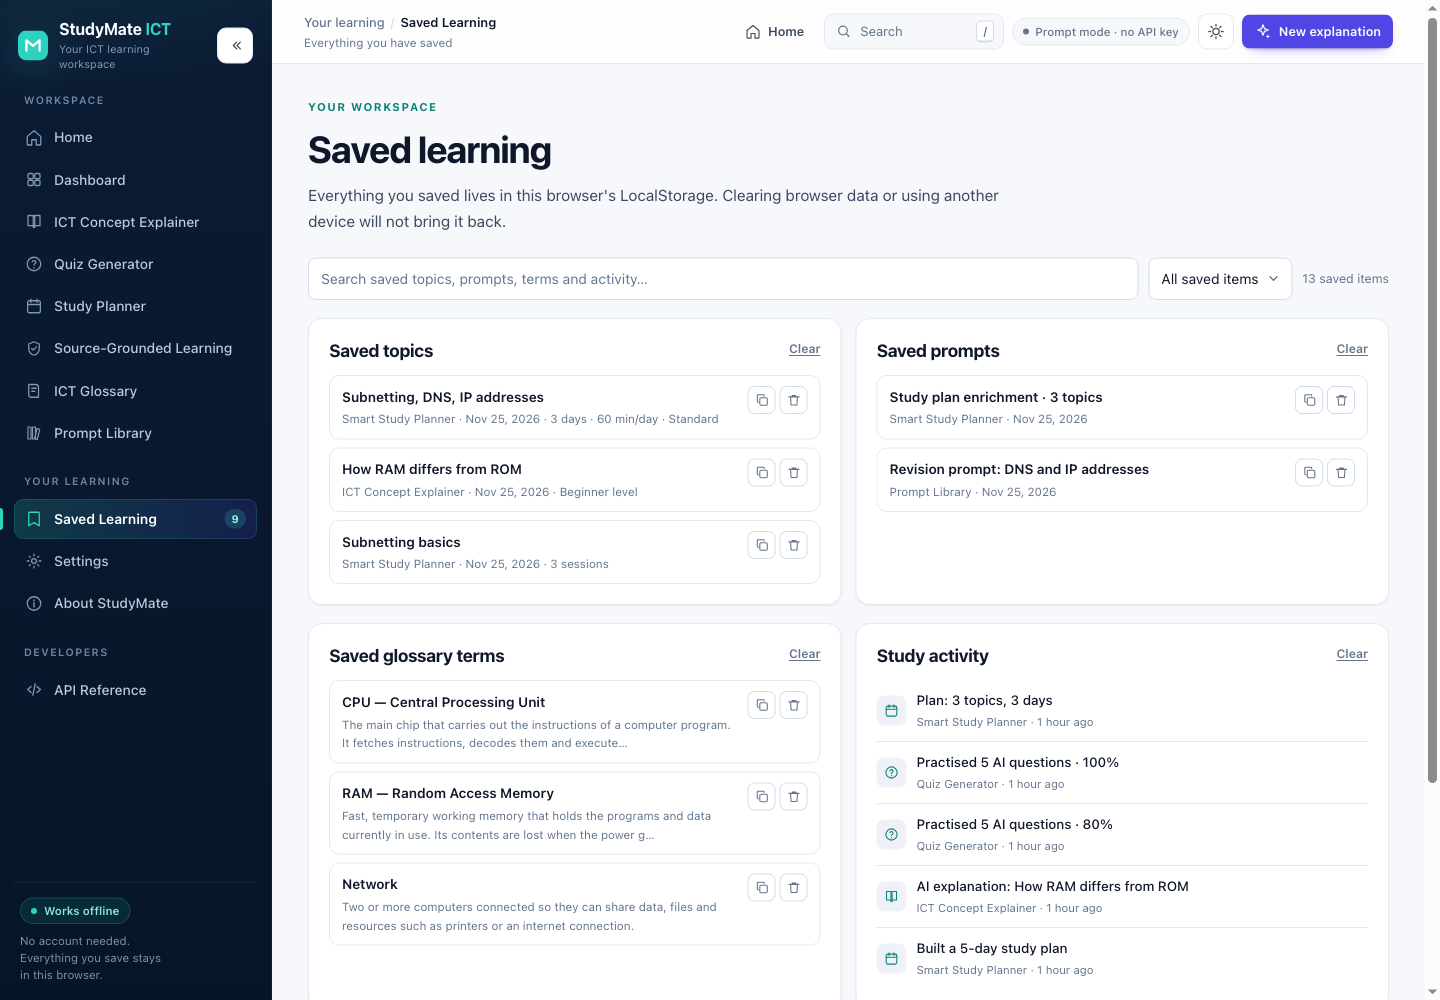 StudyMate ICT
Your ICT learning
workspace
WORKSPACE
Home
Dashboard
ICT Concept Explainer
Quiz Generator
Study Planner
Source-Grounded Learning
ICT Glossary
Prompt Library
YOUR LEARNING
Saved Learning 9
Settings
About StudyMate
DEVELOPERS
API Reference
Works offline
No account needed.
Everything you save stays
in this browser.
Your learning / Saved Learning
Everything you have saved
Home
Search /
Prompt mode · no API key
New explanation
YOUR WORKSPACE
Saved learning
Everything you saved lives in this browser's LocalStorage. Clearing browser data or using another
device will not bring it back.
Search saved topics, prompts, terms and activity...
All saved items
13 saved items
Saved topics
Clear
Subnetting, DNS, IP addresses
Smart Study Planner · Nov 25, 2026 · 3 days · 60 min/day · Standard
How RAM differs from ROM
ICT Concept Explainer · Nov 25, 2026 · Beginner level
Subnetting basics
Smart Study Planner · Nov 25, 2026 · 3 sessions
Saved prompts
Clear
Study plan enrichment · 3 topics
Smart Study Planner · Nov 25, 2026
Revision prompt: DNS and IP addresses
Prompt Library · Nov 25, 2026
Saved glossary terms
Clear
CPU — Central Processing Unit
The main chip that carries out the instructions of a computer program.
It fetches instructions, decodes them and execute...
RAM — Random Access Memory
Fast, temporary working memory that holds the programs and data
currently in use. Its contents are lost when the power g...
Network
Two or more computers connected so they can share data, files and
resources such as printers or an internet connection.
Study activity
Clear
Plan: 3 topics, 3 days
Smart Study Planner · 1 hour ago
Practised 5 AI questions · 100%
Quiz Generator · 1 hour ago
Practised 5 AI questions · 80%
Quiz Generator · 1 hour ago
AI explanation: How RAM differs from ROM
ICT Concept Explainer · 1 hour ago
Built a 5-day study plan
Smart Study Planner · 1 hour ago